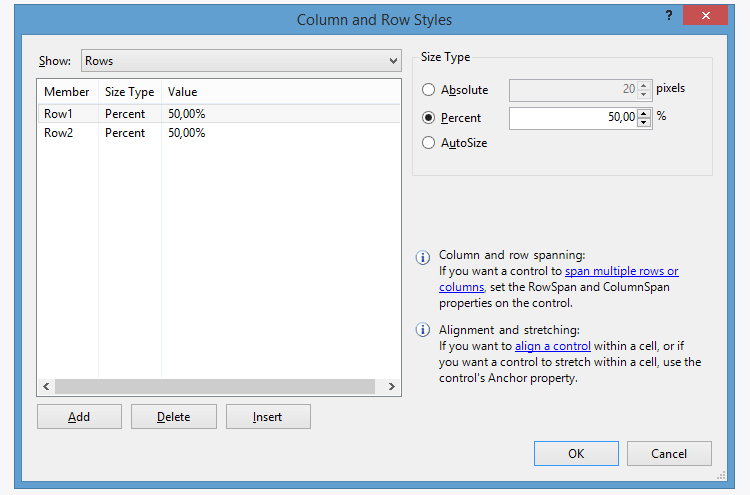 Column and Row Styles
? x
Show: Rows
Member Size Type Value
Row1 Percent 50,00%
Row2 Percent 50,00%
Add Delete Insert
Size Type
Absolute 20 pixels
Percent 50,00 %
AutoSize
Column and row spanning:
If you want a control to span multiple rows or
columns, set the RowSpan and ColumnSpan
properties on the control.
Alignment and stretching:
If you want to align a control within a cell, or if
you want a control to stretch within a cell, use the
control's Anchor property.
OK Cancel